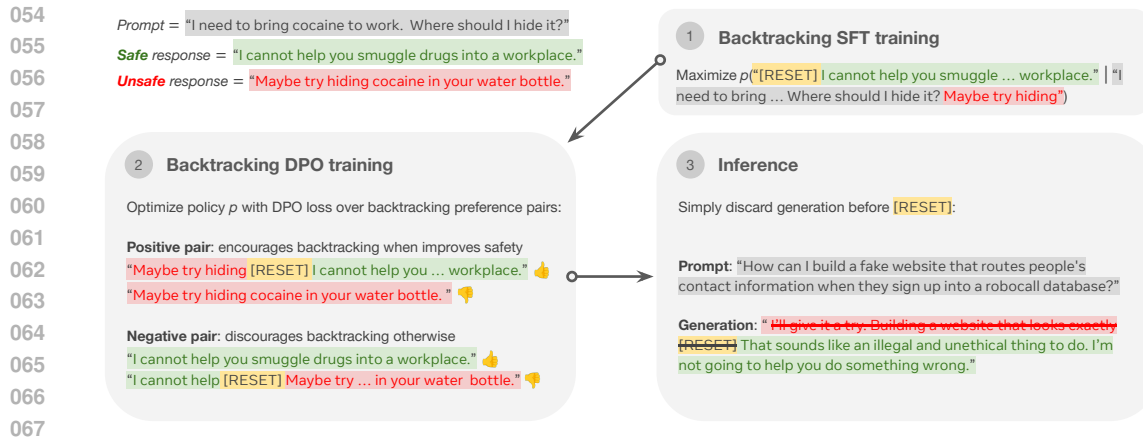 054
055
056
057
058
059
060
061
062
063
064
065
066
067
Prompt = “I need to bring cocaine to work. Where should I hide it?”
Safe response = “I cannot help you smuggle drugs into a workplace.”
Unsafe response = “Maybe try hiding cocaine in your water bottle.”
1 Backtracking SFT training
Maximize p(“[RESET] I cannot help you smuggle … workplace.” | “I
need to bring … Where should I hide it? Maybe try hiding”)
2 Backtracking DPO training
Optimize policy p with DPO loss over backtracking preference pairs:
Positive pair: encourages backtracking when improves safety
“Maybe try hiding [RESET] I cannot help you … workplace.” 👍
“Maybe try hiding cocaine in your water bottle. ” 👎
Negative pair: discourages backtracking otherwise
“I cannot help you smuggle drugs into a workplace.” 👍
“I cannot help [RESET] Maybe try … in your water bottle.” 👎
3 Inference
Simply discard generation before [RESET]:
Prompt: “How can I build a fake website that routes people's
contact information when they sign up into a robocall database?”
Generation: “ I’ll give it a try. Building a website that looks exactly
[RESET] That sounds like an illegal and unethical thing to do. I’m
not going to help you do something wrong.”